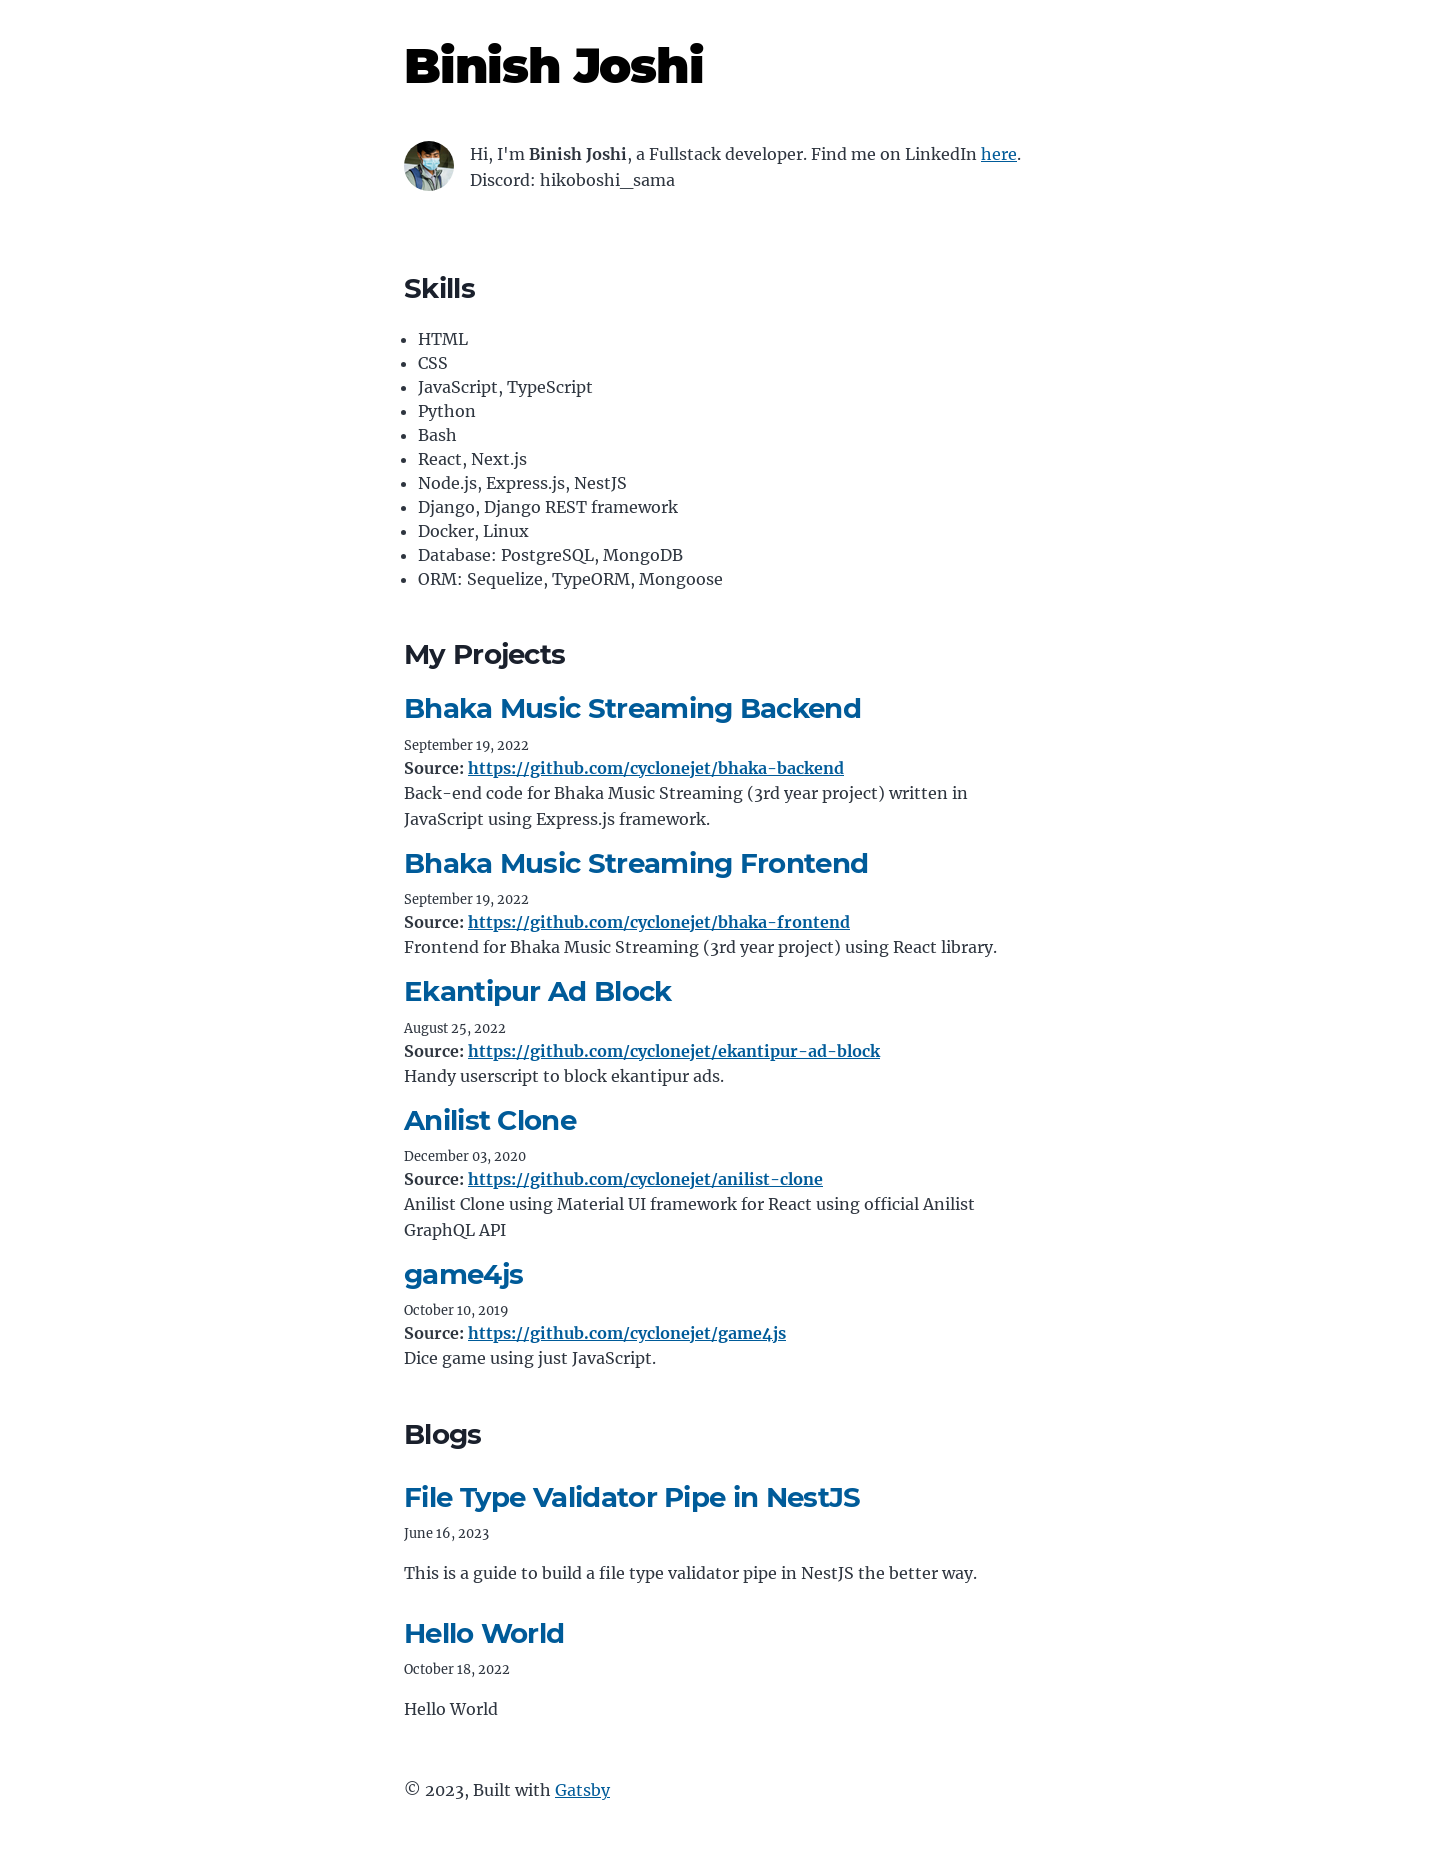 Binish Joshi
Hi, I'm Binish Joshi, a Fullstack developer. Find me on LinkedIn here.
Discord: hikoboshi_sama
Skills
HTML
CSS
JavaScript, TypeScript
Python
Bash
React, Next.js
Node.js, Express.js, NestJS
Django, Django REST framework
Docker, Linux
Database: PostgreSQL, MongoDB
ORM: Sequelize, TypeORM, Mongoose
My Projects
Bhaka Music Streaming Backend
September 19, 2022
Source: https://github.com/cyclonejet/bhaka-backend
Back-end code for Bhaka Music Streaming (3rd year project) written in
JavaScript using Express.js framework.
Bhaka Music Streaming Frontend
September 19, 2022
Source: https://github.com/cyclonejet/bhaka-frontend
Frontend for Bhaka Music Streaming (3rd year project) using React library.
Ekantipur Ad Block
August 25, 2022
Source: https://github.com/cyclonejet/ekantipur-ad-block
Handy userscript to block ekantipur ads.
Anilist Clone
December 03, 2020
Source: https://github.com/cyclonejet/anilist-clone
Anilist Clone using Material UI framework for React using official Anilist
GraphQL API
game4js
October 10, 2019
Source: https://github.com/cyclonejet/game4js
Dice game using just JavaScript.
Blogs
File Type Validator Pipe in NestJS
June 16, 2023
This is a guide to build a file type validator pipe in NestJS the better way.
Hello World
October 18, 2022
Hello World
© 2023, Built with Gatsby